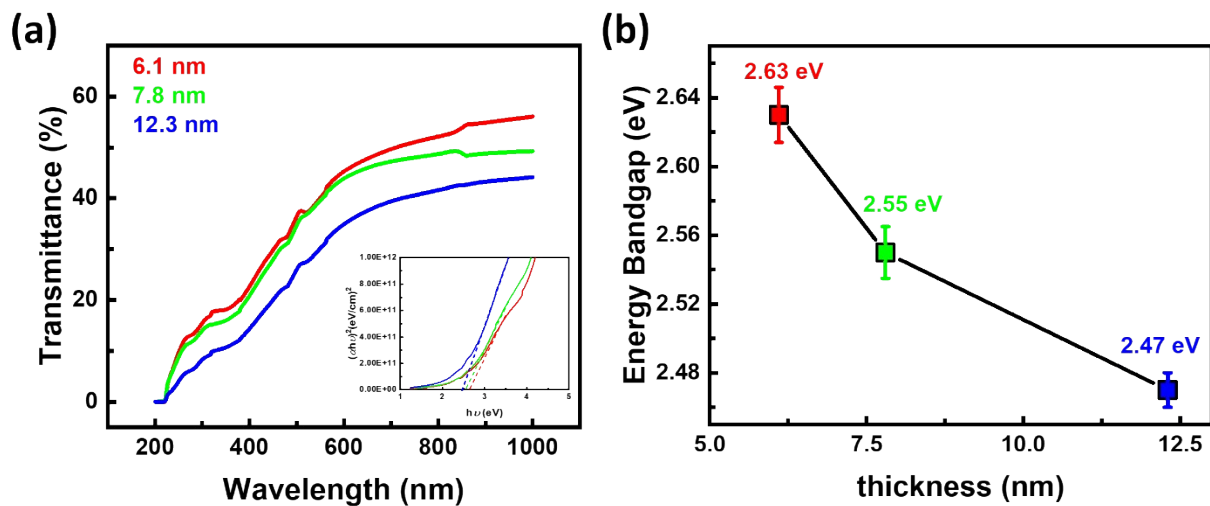 (a)
6.1 nm
7.8 nm
12.3 nm
60
40
20
0
Transmittance (%)
200 400 600 800 1000
Wavelength (nm)
1.00E+12
8.00E+11
6.00E+11
4.00E+11
2.00E+11
0.00E+00
(αhυ)²(eV/cm)²
1 2 3 4 5
hυ (eV)
(b)
2.63 eV
2.55 eV
2.47 eV
2.64
2.60
2.56
2.52
2.48
Energy Bandgap (eV)
5.0 7.5 10.0 12.5
thickness (nm)